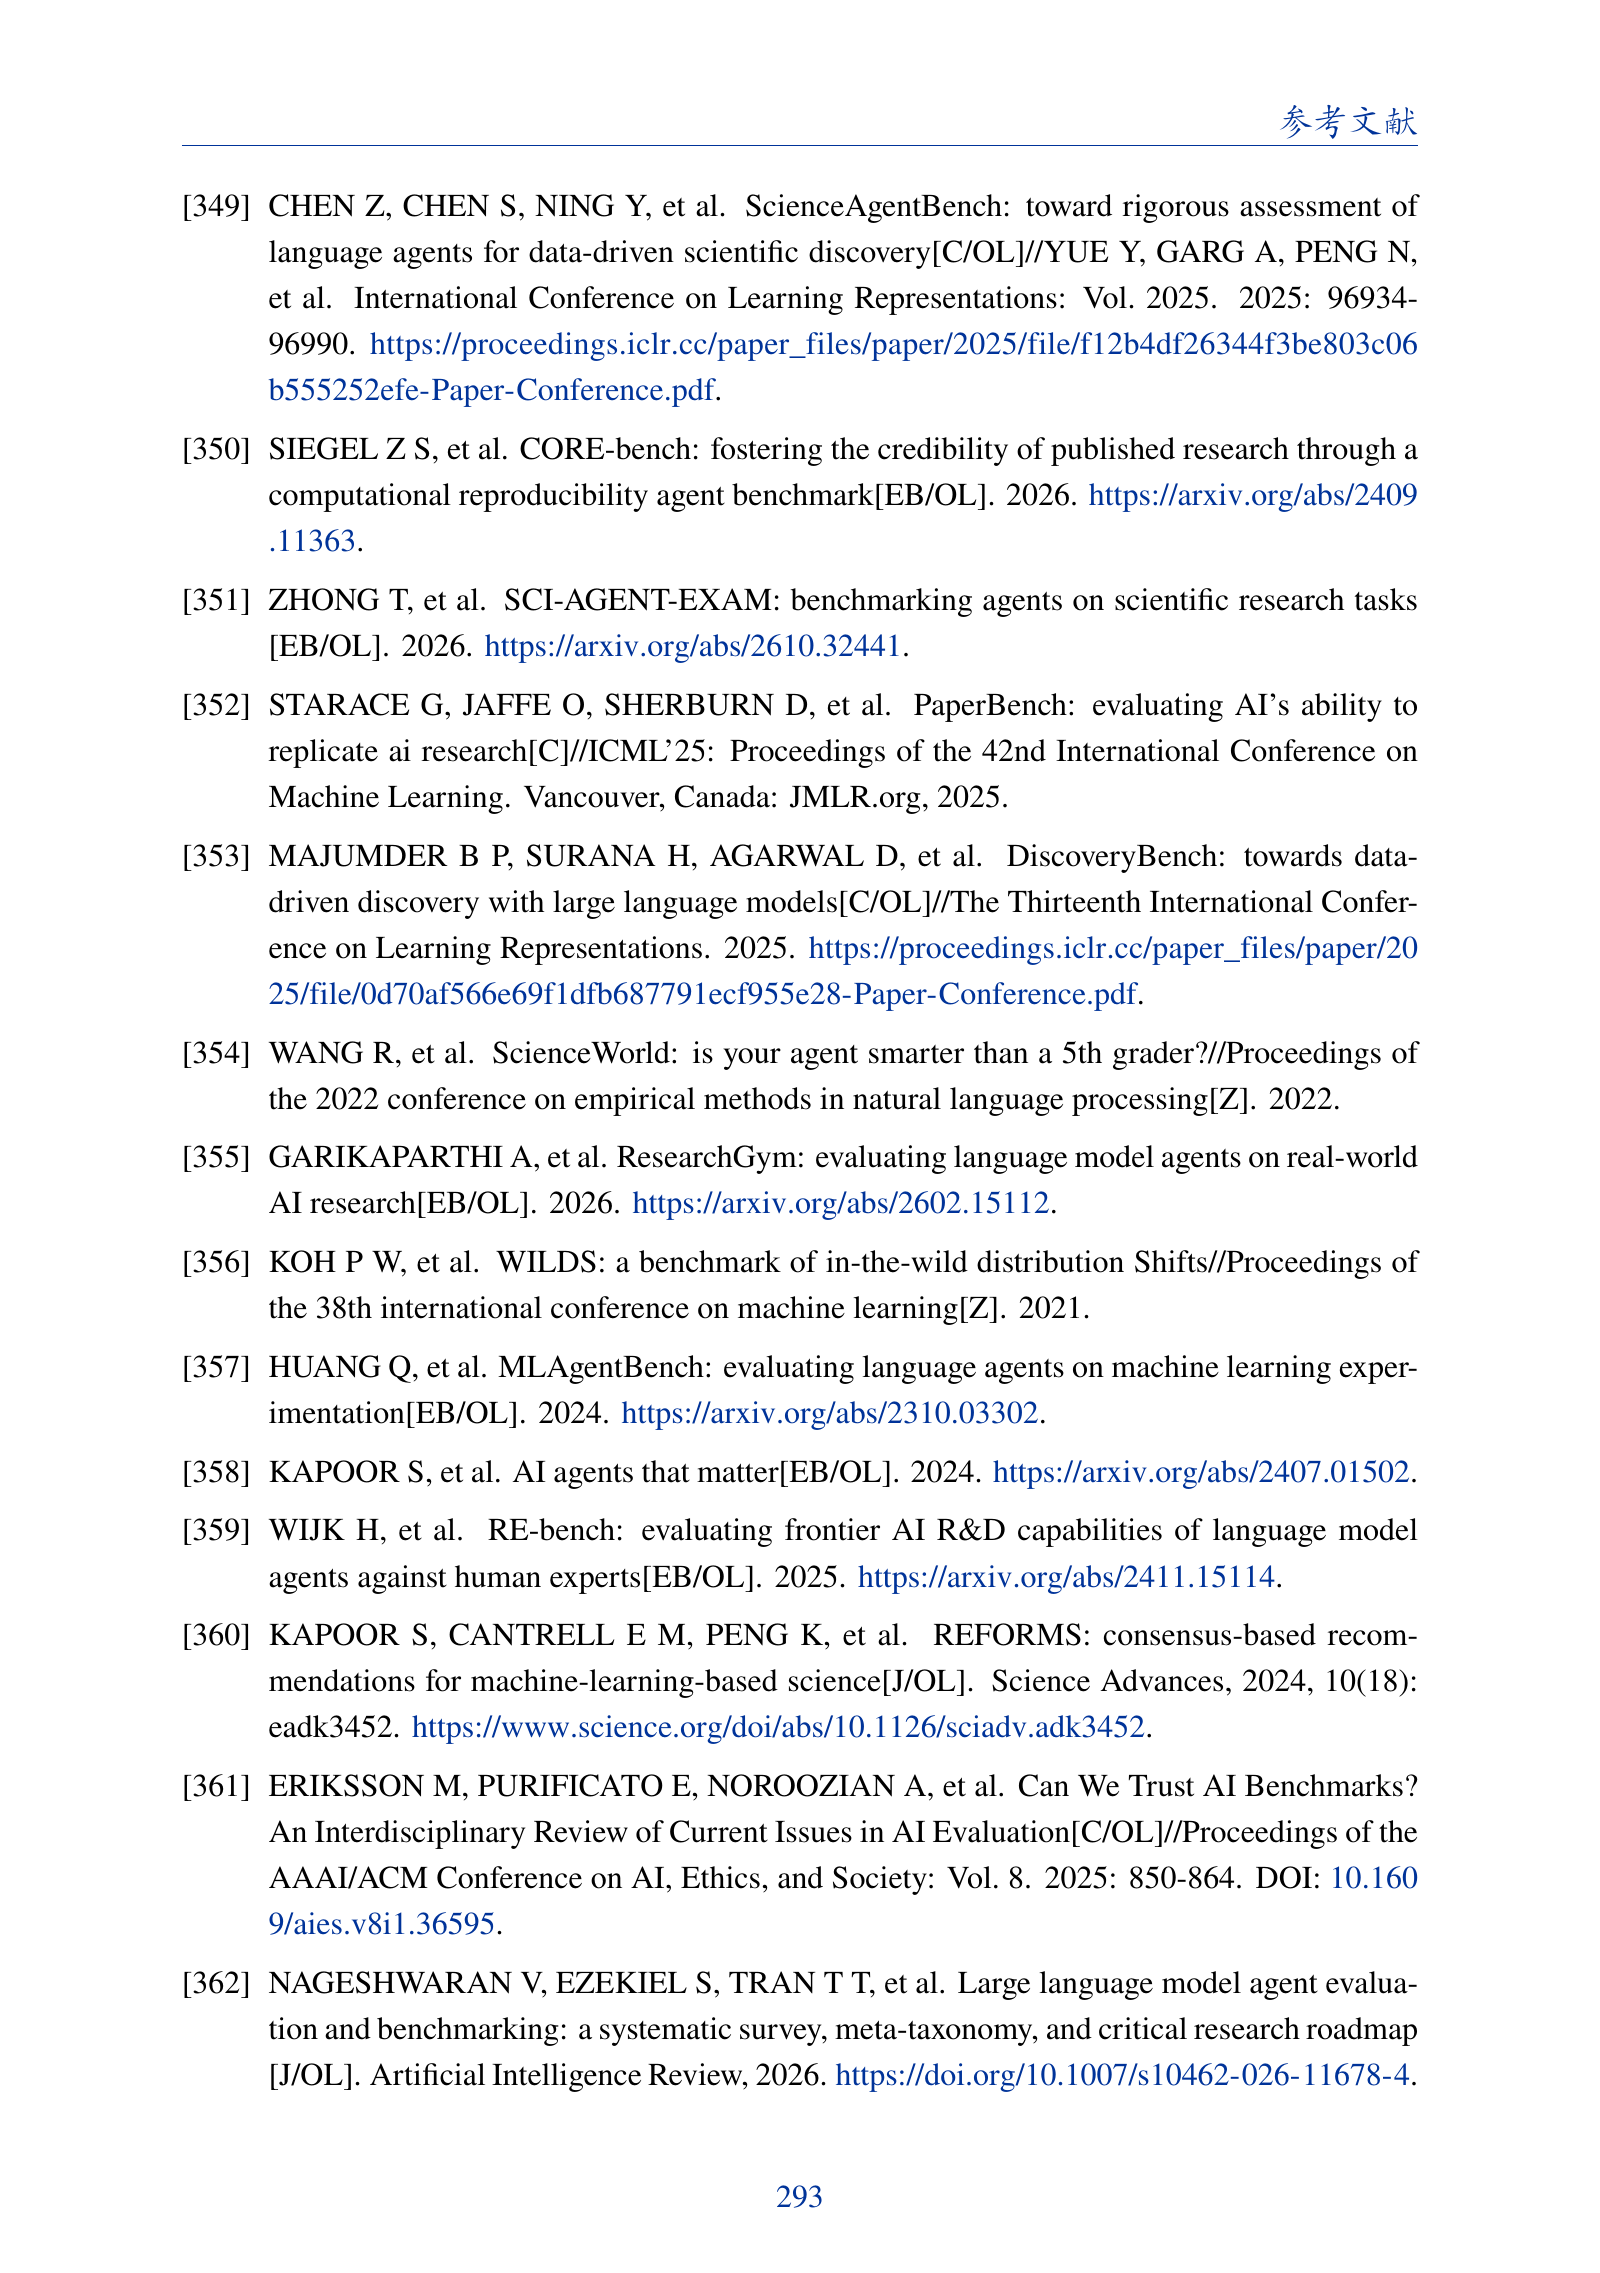 参考文献
[349] CHEN Z, CHEN S, NING Y, et al. ScienceAgentBench: toward rigorous assessment of
language agents for data-driven scientific discovery[C/OL]//YUE Y, GARG A, PENG N,
et al. International Conference on Learning Representations: Vol. 2025. 2025: 96934-
96990. https://proceedings.iclr.cc/paper_files/paper/2025/file/f12b4df26344f3be803c06
b555252efe-Paper-Conference.pdf.
[350] SIEGEL Z S, et al. CORE-bench: fostering the credibility of published research through a
computational reproducibility agent benchmark[EB/OL]. 2026. https://arxiv.org/abs/2409
.11363.
[351] ZHONG T, et al. SCI-AGENT-EXAM: benchmarking agents on scientific research tasks
[EB/OL]. 2026. https://arxiv.org/abs/2610.32441.
[352] STARACE G, JAFFE O, SHERBURN D, et al. PaperBench: evaluating AI's ability to
replicate ai research[C]//ICML'25: Proceedings of the 42nd International Conference on
Machine Learning. Vancouver, Canada: JMLR.org, 2025.
[353] MAJUMDER B P, SURANA H, AGARWAL D, et al. DiscoveryBench: towards data-
driven discovery with large language models[C/OL]//The Thirteenth International Confer-
ence on Learning Representations. 2025. https://proceedings.iclr.cc/paper_files/paper/20
25/file/0d70af566e69f1dfb687791ecf955e28-Paper-Conference.pdf.
[354] WANG R, et al. ScienceWorld: is your agent smarter than a 5th grader?//Proceedings of
the 2022 conference on empirical methods in natural language processing[Z]. 2022.
[355] GARIKAPARTHI A, et al. ResearchGym: evaluating language model agents on real-world
AI research[EB/OL]. 2026. https://arxiv.org/abs/2602.15112.
[356] KOH P W, et al. WILDS: a benchmark of in-the-wild distribution Shifts//Proceedings of
the 38th international conference on machine learning[Z]. 2021.
[357] HUANG Q, et al. MLAgentBench: evaluating language agents on machine learning exper-
imentation[EB/OL]. 2024. https://arxiv.org/abs/2310.03302.
[358] KAPOOR S, et al. AI agents that matter[EB/OL]. 2024. https://arxiv.org/abs/2407.01502.
[359] WIJK H, et al. RE-bench: evaluating frontier AI R&D capabilities of language model
agents against human experts[EB/OL]. 2025. https://arxiv.org/abs/2411.15114.
[360] KAPOOR S, CANTRELL E M, PENG K, et al. REFORMS: consensus-based recom-
mendations for machine-learning-based science[J/OL]. Science Advances, 2024, 10(18):
eadk3452. https://www.science.org/doi/abs/10.1126/sciadv.adk3452.
[361] ERIKSSON M, PURIFICATO E, NOROOZIAN A, et al. Can We Trust AI Benchmarks?
An Interdisciplinary Review of Current Issues in AI Evaluation[C/OL]//Proceedings of the
AAAI/ACM Conference on AI, Ethics, and Society: Vol. 8. 2025: 850-864. DOI: 10.160
9/aies.v8i1.36595.
[362] NAGESHWARAN V, EZEKIEL S, TRAN T T, et al. Large language model agent evalua-
tion and benchmarking: a systematic survey, meta-taxonomy, and critical research roadmap
[J/OL]. Artificial Intelligence Review, 2026. https://doi.org/10.1007/s10462-026-11678-4.
293